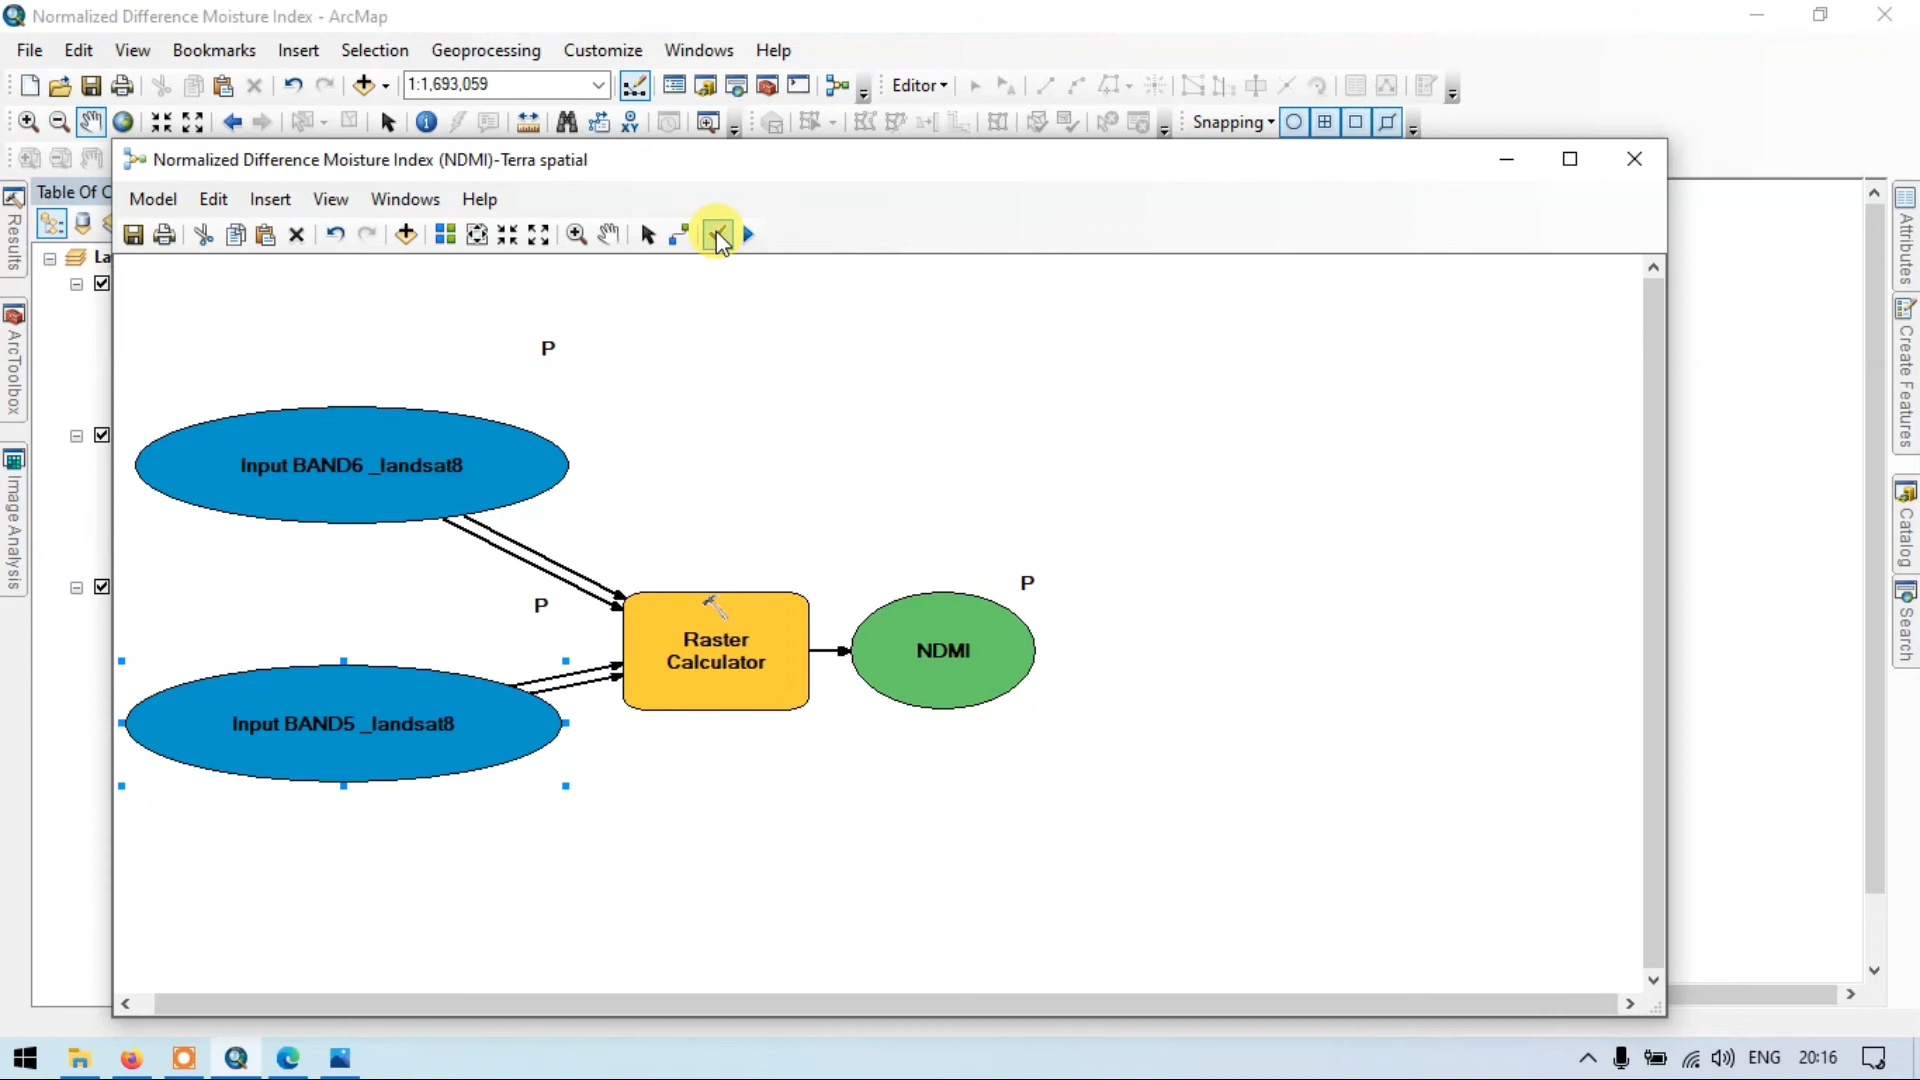 Normalized Difference Moisture Index - ArcMap
File Edit View Bookmarks Insert Selection Geoprocessing Customize Windows Help
1:1,693,059 Editor
Snapping
Normalized Difference Moisture Index (NDMI)-Terra spatial
Table Of C
Model Edit Insert View Windows Help
La
Results
ArcToolbox
Image Analysis
P
Input BAND6 _landsat8
P
P
Raster
Calculator
NDMI
Input BAND5 _landsat8
Attributes
Create Features
Catalog
Search
ENG 20:16